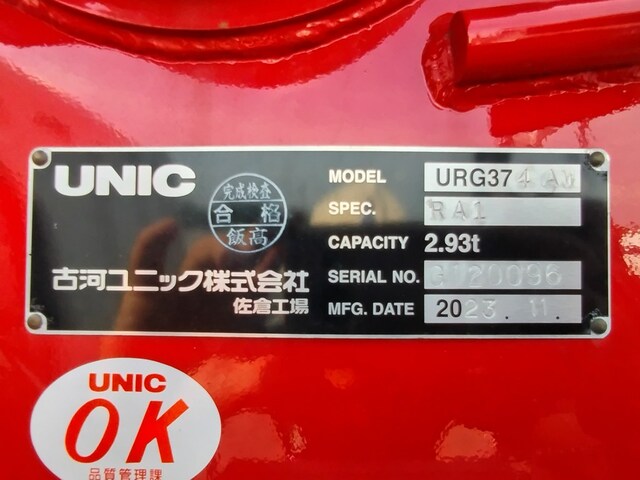 UNIC
完成検査
合格
飯高
古河ユニック株式会社
佐倉工場
MODEL URG374
SPEC. RA1
CAPACITY 2.93t
SERIAL NO. G120096
MFG. DATE 2023.11.
UNIC
OK
品質管理課